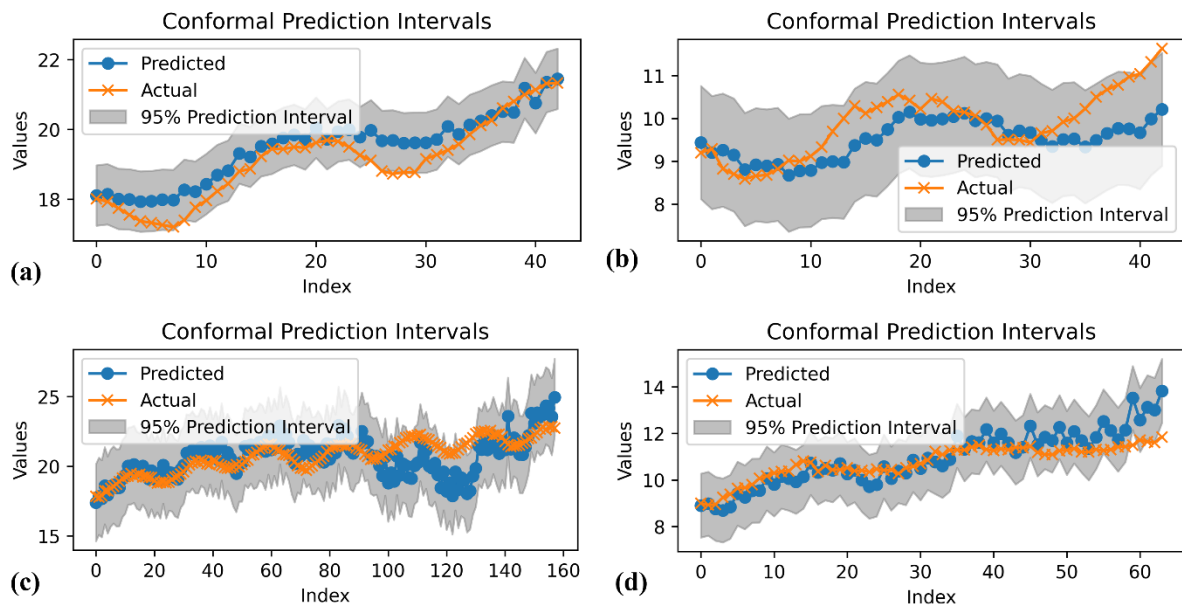 Conformal Prediction Intervals
Values
22
20
18
Predicted
Actual
95% Prediction Interval
0
10
20
30
40
Index
(a)
Conformal Prediction Intervals
Values
11
10
9
8
Predicted
Actual
95% Prediction Interval
0
10
20
30
40
Index
(b)
Conformal Prediction Intervals
Values
25
20
15
Predicted
Actual
95% Prediction Interval
0
20
40
60
80
100
120
140
160
Index
(c)
Conformal Prediction Intervals
Values
14
12
10
8
Predicted
Actual
95% Prediction Interval
0
10
20
30
40
50
60
Index
(d)